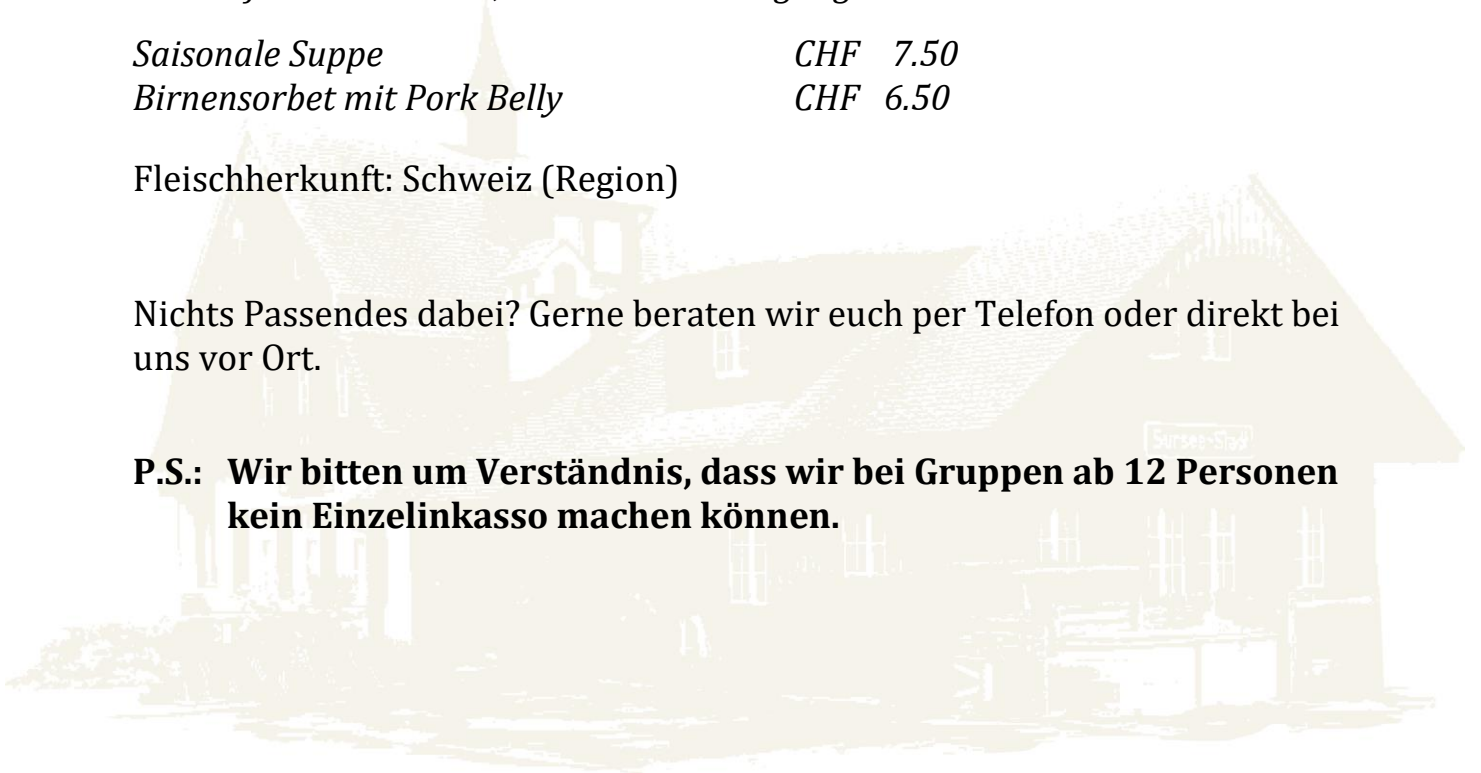 Saisonale Suppe CHF 7.50
Birnensorbet mit Pork Belly CHF 6.50
Fleischherkunft: Schweiz (Region)
Nichts Passendes dabei? Gerne beraten wir euch per Telefon oder direkt bei
uns vor Ort.
Sursee-Stadt
P.S.: Wir bitten um Verständnis, dass wir bei Gruppen ab 12 Personen
kein Einzelinkasso machen können.